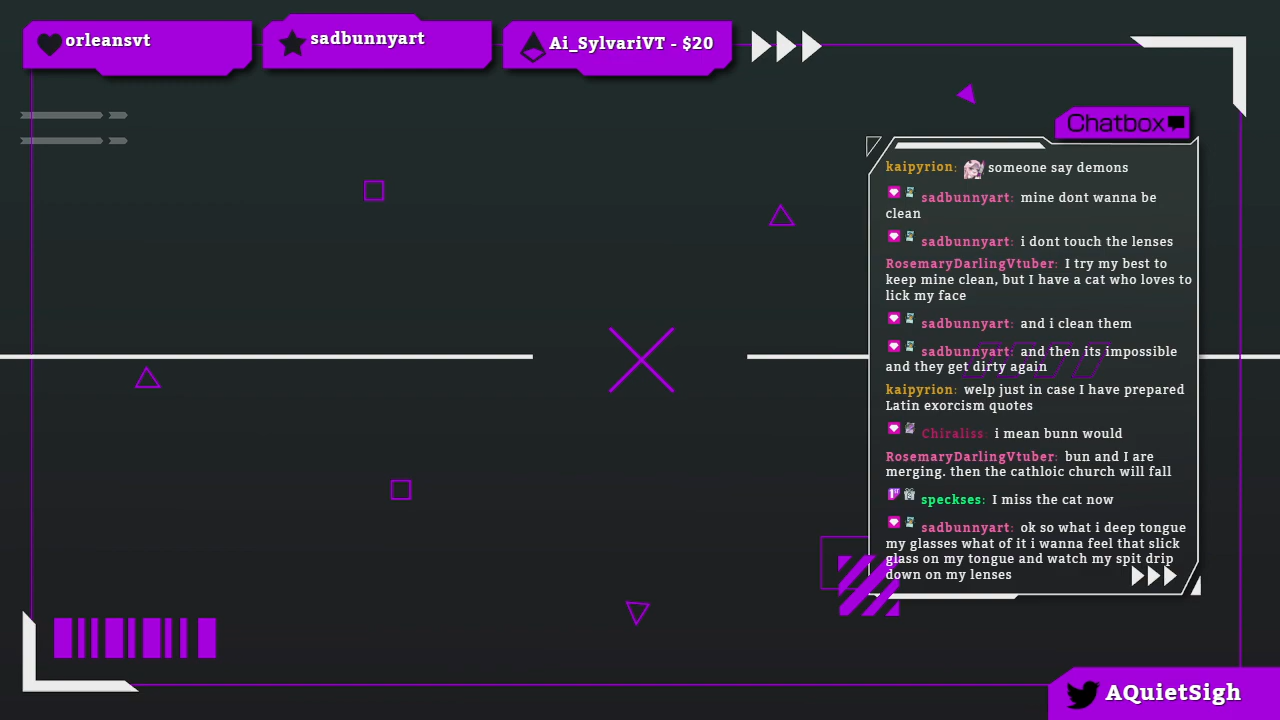 orleansvt
sadbunnyart
Ai_SylvariVT - $20
Chatbox
kaipyrion: someone say demons
sadbunnyart: mine dont wanna be
clean
sadbunnyart: i dont touch the lenses
RosemaryDarlingVtuber: I try my best to
keep mine clean, but I have a cat who loves to
lick my face
sadbunnyart: and i clean them
sadbunnyart: and then its impossible
and they get dirty again
kaipyrion: welp just in case I have prepared
Latin exorcism quotes
Chiraliss: i mean bunn would
RosemaryDarlingVtuber: bun and I are
merging. then the cathloic church will fall
speckses: I miss the cat now
sadbunnyart: ok so what i deep tongue
my glasses what of it i wanna feel that slick
glass on my tongue and watch my spit drip
down on my lenses
AQuietSigh